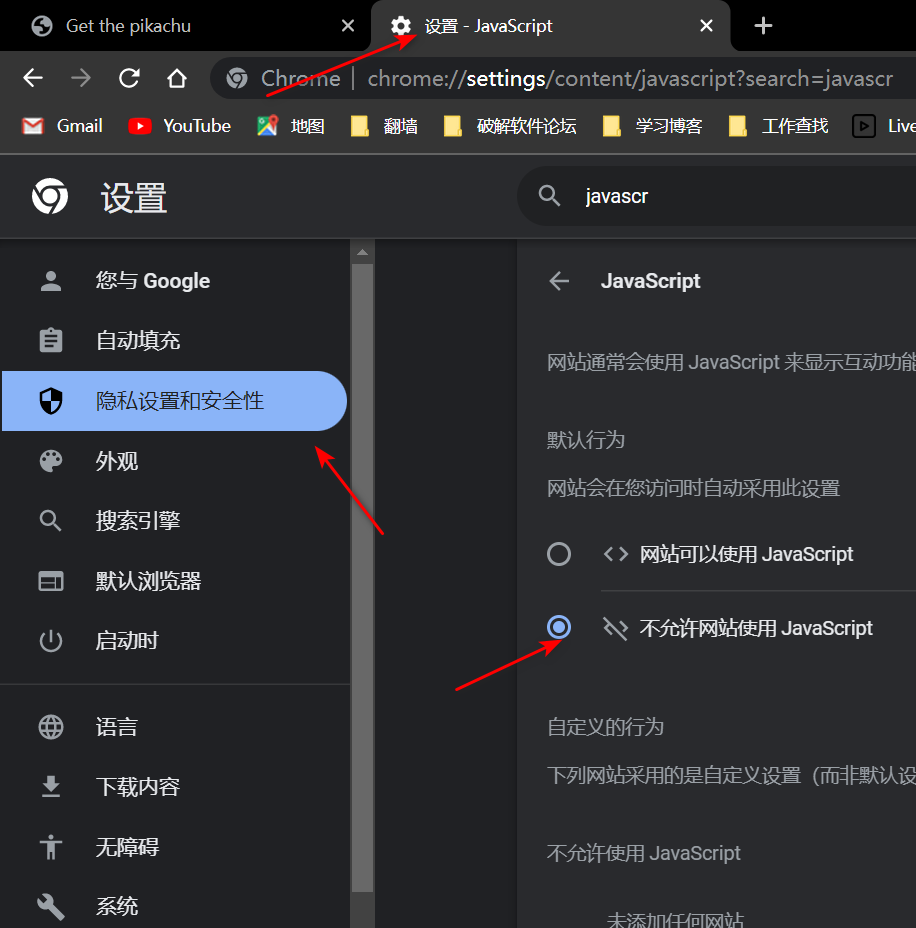 Get the pikachu
设置 - JavaScript
Chrome | chrome://settings/content/javascript?search=javascr
Gmail YouTube 地图 翻墙 破解软件论坛 学习博客 工作查找 Live
设置
javascr
您与 Google
自动填充
隐私设置和安全性
外观
搜索引擎
默认浏览器
启动时
语言
下载内容
无障碍
系统
JavaScript
网站通常会使用 JavaScript 来显示互动功能
默认行为
网站会在您访问时自动采用此设置
网站可以使用 JavaScript
不允许网站使用 JavaScript
自定义的行为
下列网站采用的是自定义设置（而非默认设
不允许使用 JavaScript
未添加任何网站